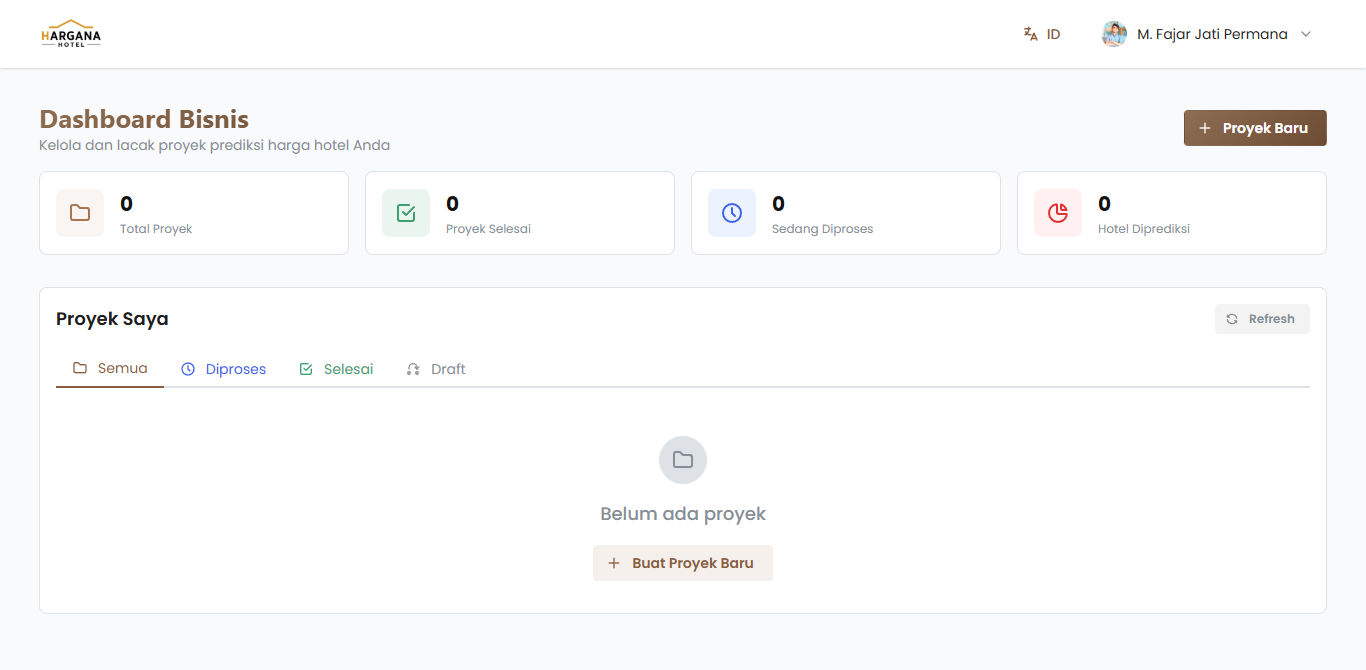 HARGANA
HOTEL
ID
M. Fajar Jati Permana
Dashboard Bisnis
Kelola dan lacak proyek prediksi harga hotel Anda
Proyek Baru
0
Total Proyek
0
Proyek Selesai
0
Sedang Diproses
0
Hotel Diprediksi
Proyek Saya
Refresh
Semua
Diproses
Selesai
Draft
Belum ada proyek
Buat Proyek Baru